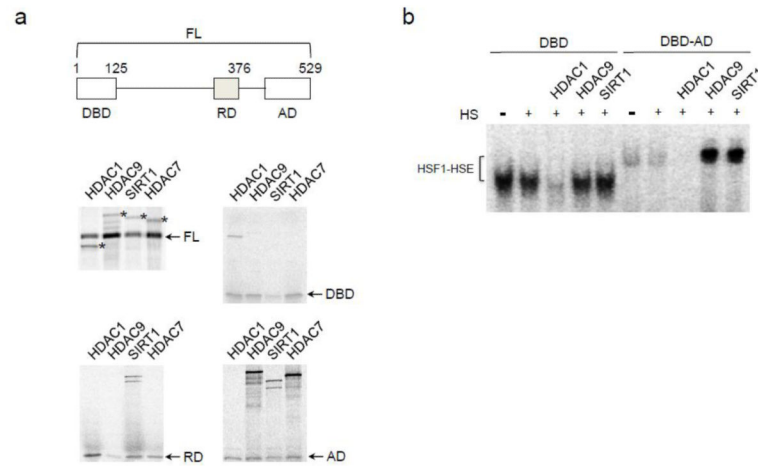 a
FL
1 125 376 529
DBD RD AD
HDAC1 HDAC9 SIRT1 HDAC7
* * * *
← FL
HDAC1 HDAC9 SIRT1 HDAC7
← DBD
HDAC1 HDAC9 SIRT1 HDAC7
← RD
HDAC1 HDAC9 SIRT1 HDAC7
← AD
b
DBD DBD-AD
HDAC1 HDAC9 SIRT1 HDAC1 HDAC9 SIRT1
HS - + + + + - + + + +
HSF1-HSE